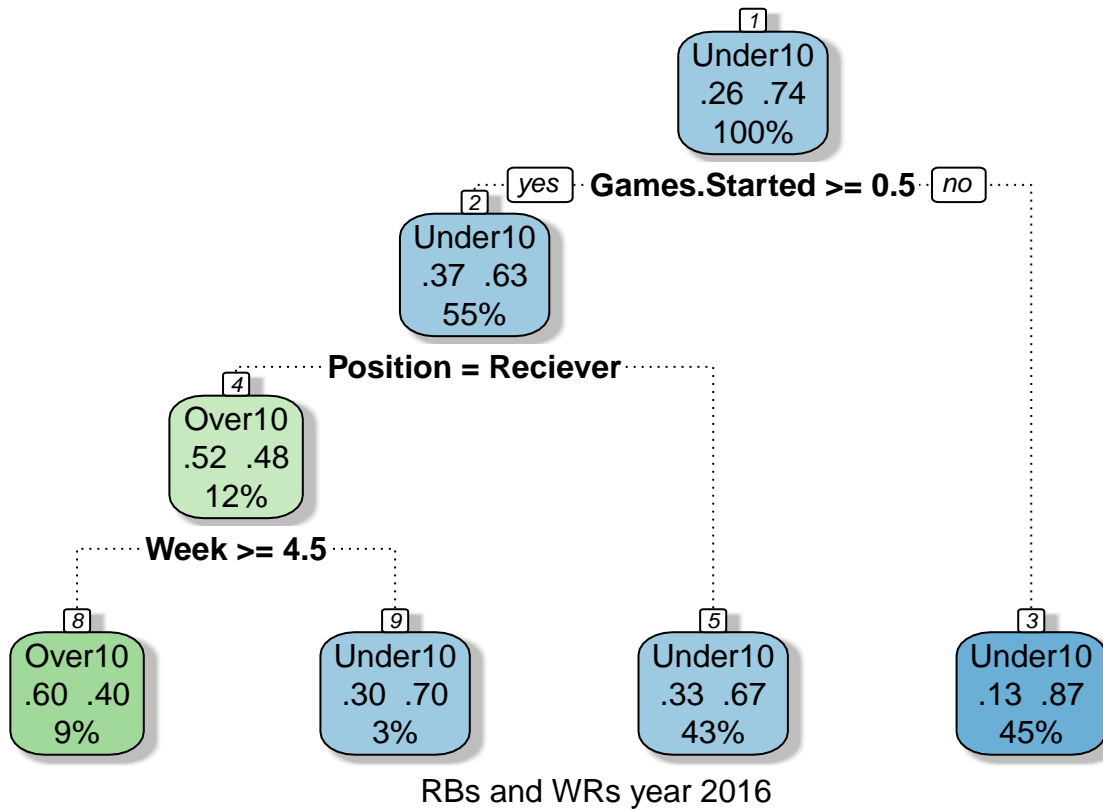 1
Under10
.26 .74
100%
yes Games.Started >= 0.5 no
2
Under10
.37 .63
55%
Position = Reciever
4
Over10
.52 .48
12%
Week >= 4.5
8
Over10
.60 .40
9%
9
Under10
.30 .70
3%
5
Under10
.33 .67
43%
3
Under10
.13 .87
45%
RBs and WRs year 2016